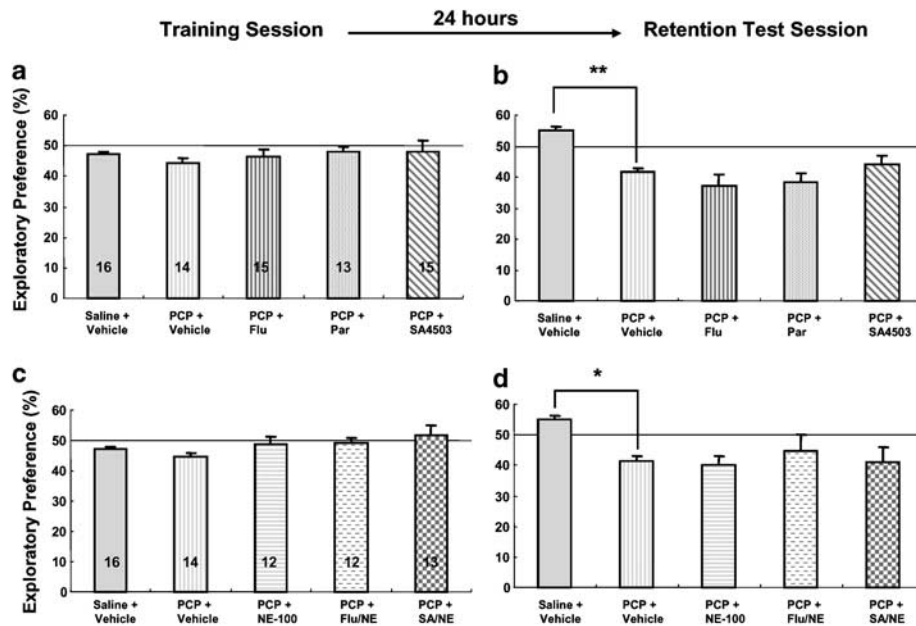 Training Session
24 hours
Retention Test Session
a
Exploratory Preference (%)
60
50
40
30
20
10
0
16
14
15
13
15
Saline +
Vehicle
PCP +
Vehicle
PCP +
Flu
PCP +
Par
PCP +
SA4503
b
**
60
50
40
30
20
10
0
Saline +
Vehicle
PCP +
Vehicle
PCP +
Flu
PCP +
Par
PCP +
SA4503
c
Exploratory Preference (%)
60
50
40
30
20
10
0
16
14
12
12
13
Saline +
Vehicle
PCP +
Vehicle
PCP +
NE-100
PCP +
Flu/NE
PCP +
SA/NE
d
*
60
50
40
30
20
10
0
Saline +
Vehicle
PCP +
Vehicle
PCP +
NE-100
PCP +
Flu/NE
PCP +
SA/NE